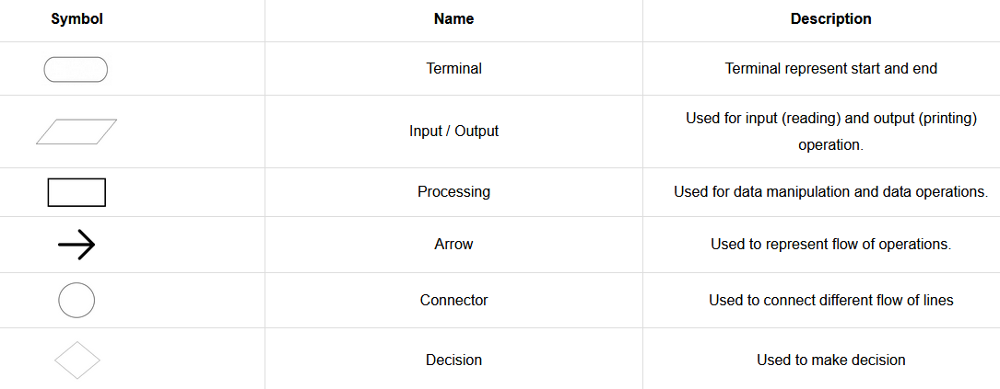 Symbol Name Description
Terminal Terminal represent start and end
Input / Output Used for input (reading) and output (printing)
operation.
Processing Used for data manipulation and data operations.
Arrow Used to represent flow of operations.
Connector Used to connect different flow of lines
Decision Used to make decision